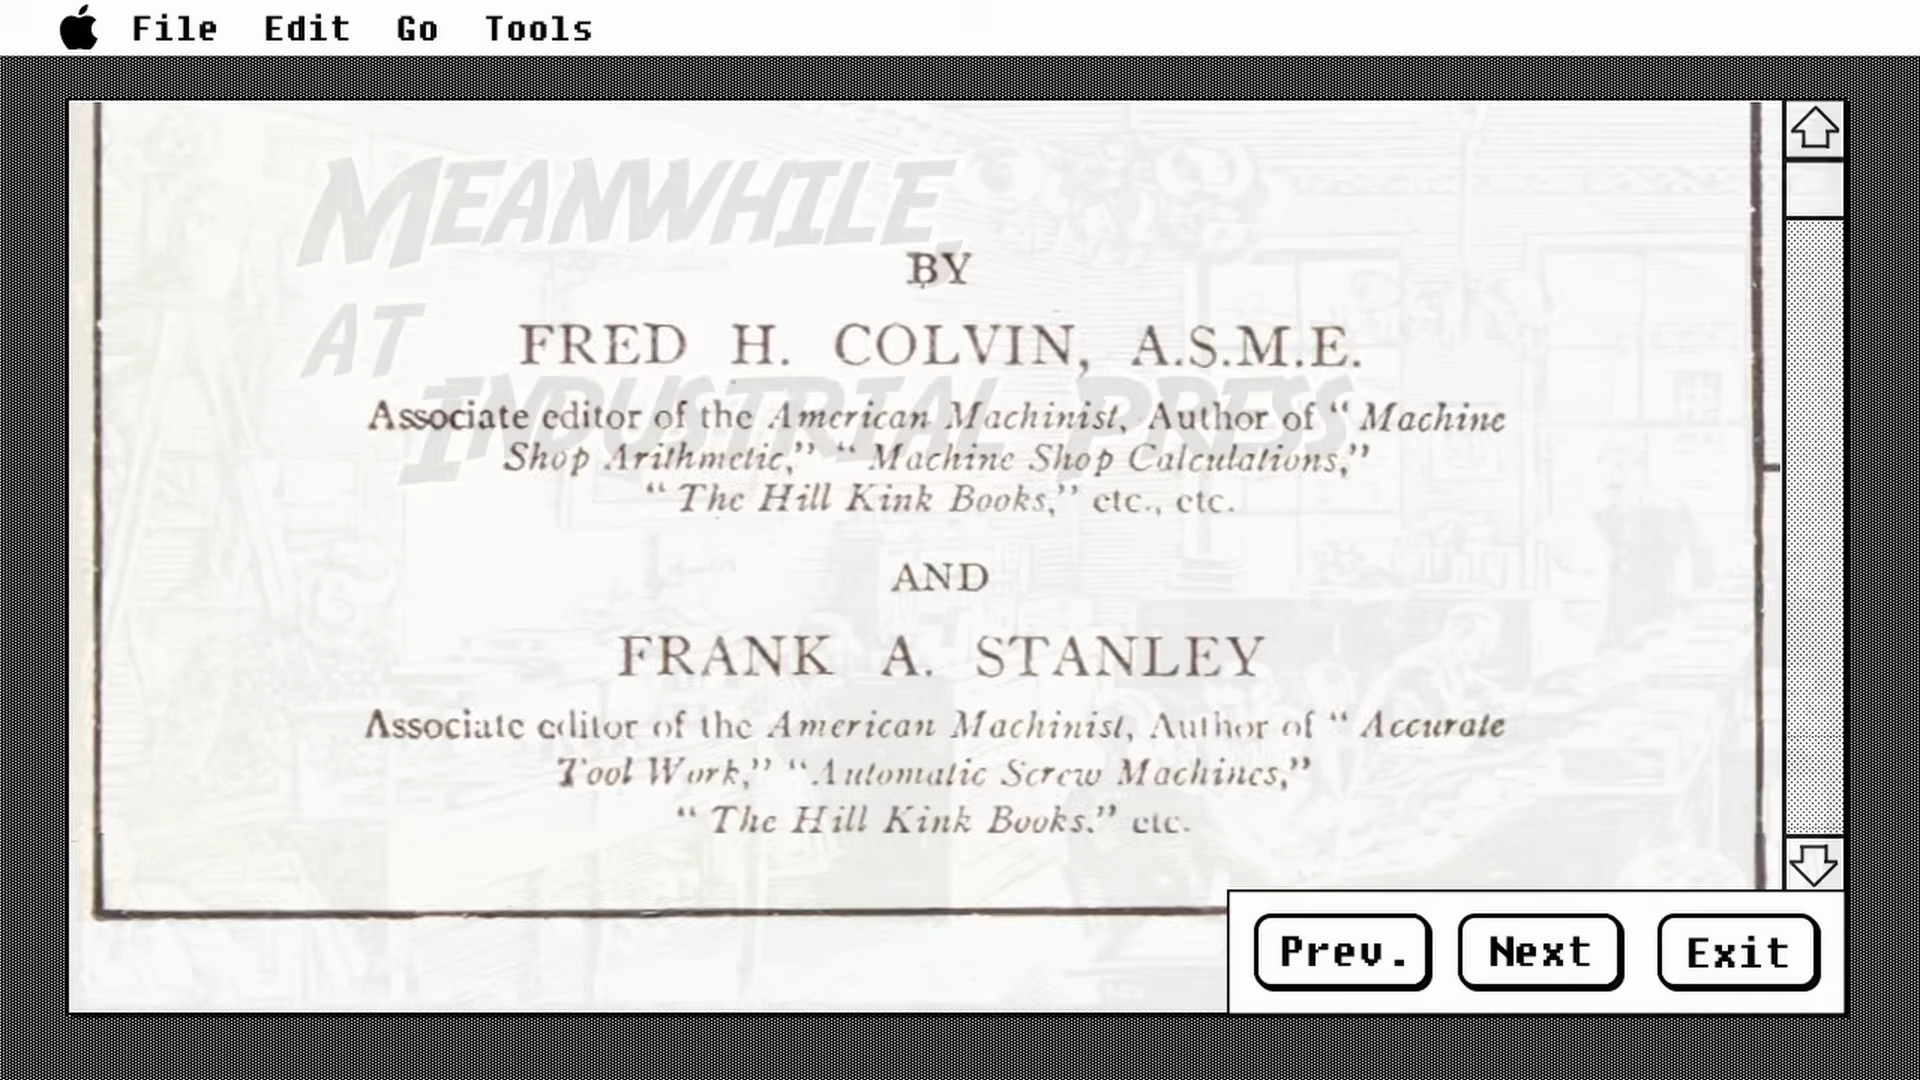 File Edit Go Tools
MEANWHILE,
AT
INDUSTRIAL PRESS
BY
FRED H. COLVIN, A.S.M.E.
Associate editor of the American Machinist, Author of “ Machine
Shop Arithmetic,” “ Machine Shop Calculations,”
“ The Hill Kink Books,” etc., etc.
AND
FRANK A. STANLEY
Associate editor of the American Machinist, Author of “ Accurate
Tool Work,” “Automatic Screw Machines,”
“ The Hill Kink Books.” etc.
Prev. Next Exit